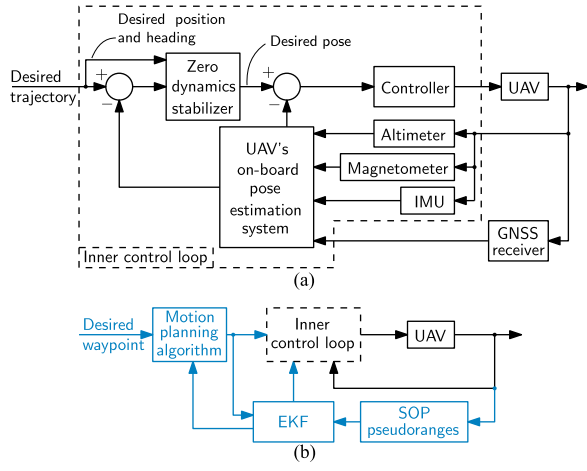 Desired position
and heading
Desired pose
Desired
trajectory
+
−
Zero
dynamics
stabilizer
+
−
Controller
UAV
UAV's
on-board
pose
estimation
system
Altimeter
Magnetometer
IMU
GNSS
receiver
Inner control loop
(a)
Desired
waypoint
Motion
planning
algorithm
Inner
control loop
UAV
EKF
SOP
pseudoranges
(b)